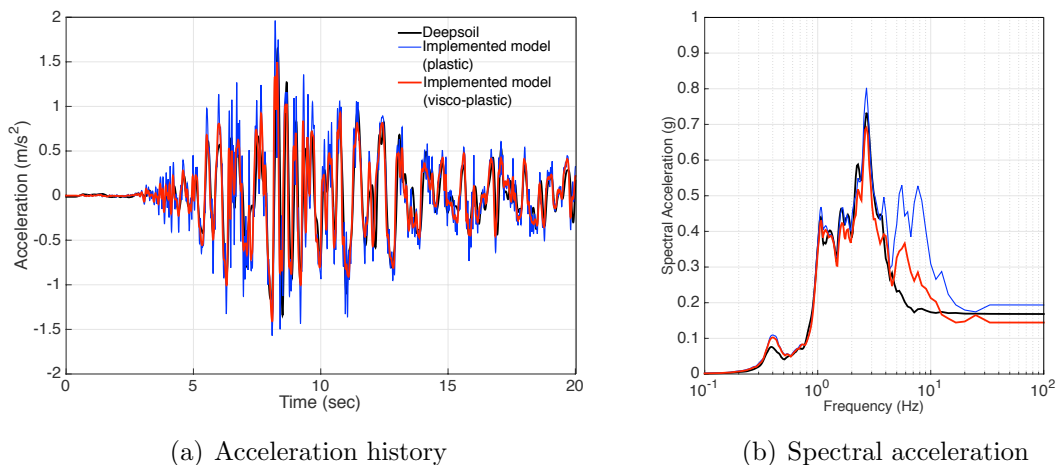 2
1.5
1
0.5
0
-0.5
-1
-1.5
-2
Acceleration (m/s²)
0
5
10
15
20
Time (sec)
Deepsoil
Implemented model
(plastic)
Implemented model
(visco-plastic)
(a) Acceleration history
1
0.9
0.8
0.7
0.6
0.5
0.4
0.3
0.2
0.1
0
Spectral Acceleration (g)
10⁻¹
10⁰
10¹
10²
Frequency (Hz)
(b) Spectral acceleration